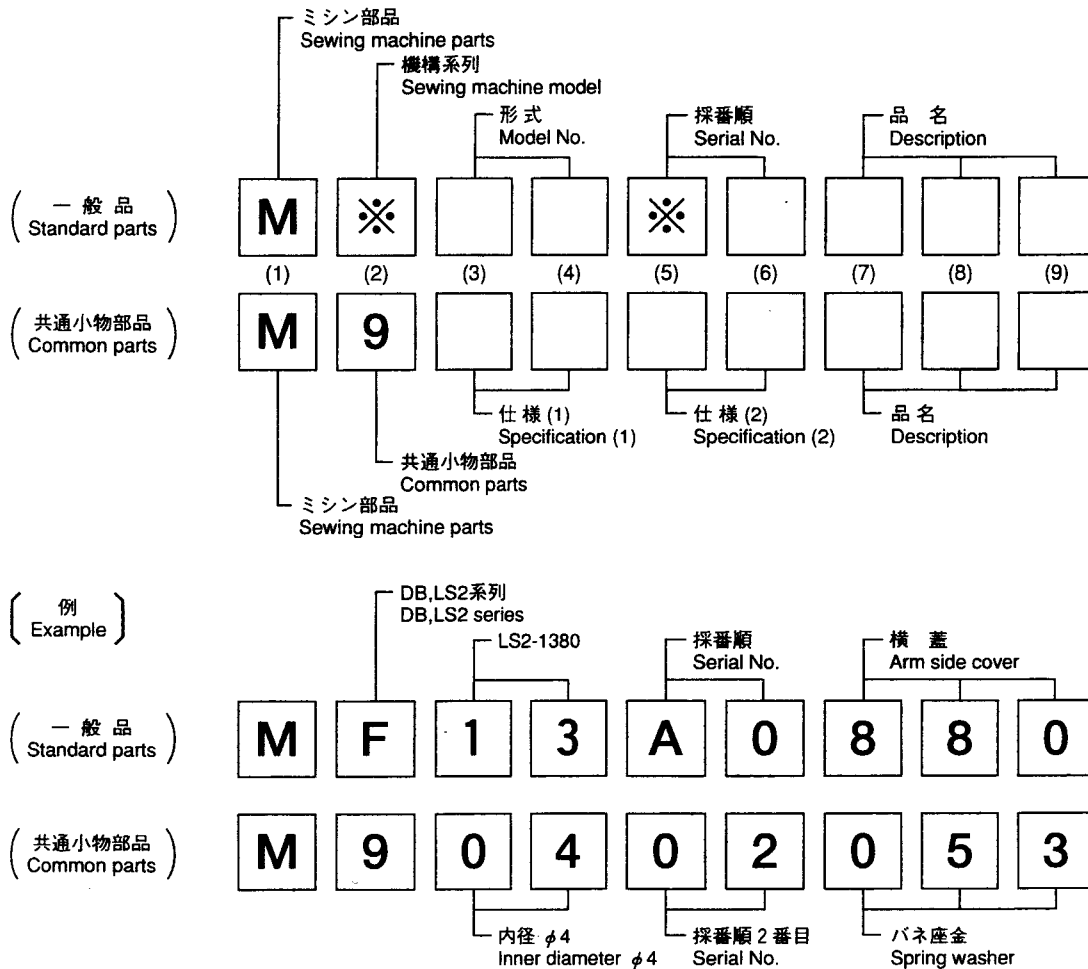 ミシン部品
Sewing machine parts
機構系列
Sewing machine model
形式
Model No.
採番順
Serial No.
品 名
Description
一般品
Standard parts
M ※ ※
(1) (2) (3) (4) (5) (6) (7) (8) (9)
共通小物部品
Common parts
M 9
仕様 (1)
Specification (1)
仕様 (2)
Specification (2)
品名
Description
共通小物部品
Common parts
ミシン部品
Sewing machine parts
例
Example
DB,LS2系列
DB,LS2 series
LS2-1380
採番順
Serial No.
横 蓋
Arm side cover
一般品
Standard parts
M F 1 3 A 0 8 8 0
共通小物部品
Common parts
M 9 0 4 0 2 0 5 3
内径 φ4
Inner diameter φ4
採番順2番目
Serial No.
バネ座金
Spring washer